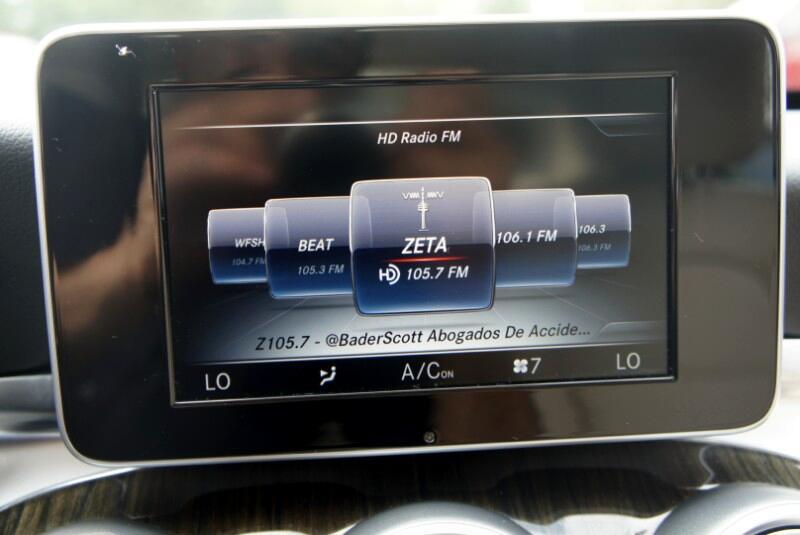 HD Radio FM
WFSH
104.7 FM
BEAT
105.3 FM
ZETA
HD 105.7 FM
106.1 FM
106.3
106.3 FM
Z105.7 - @BaderScott Abogados De Accide...
LO A/C ON 7 LO